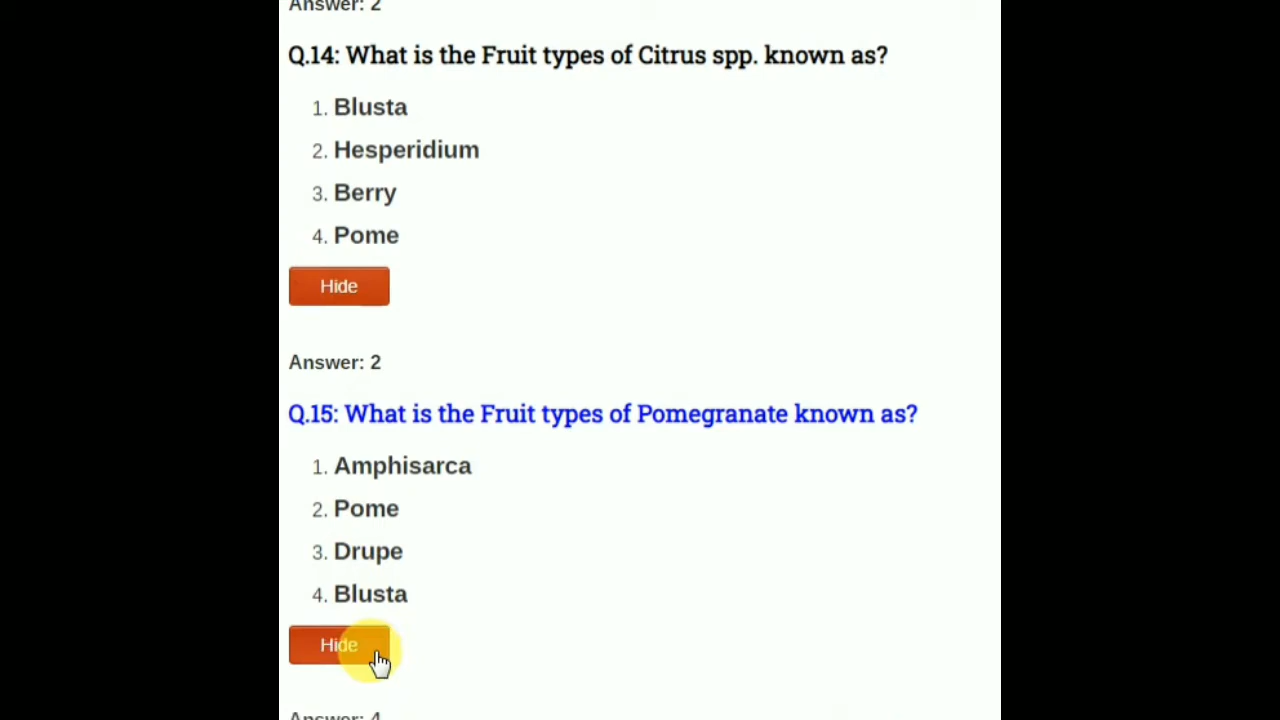 Answer: 2
Q.14: What is the Fruit types of Citrus spp. known as?
1. Blusta
2. Hesperidium
3. Berry
4. Pome
Hide
Answer: 2
Q.15: What is the Fruit types of Pomegranate known as?
1. Amphisarca
2. Pome
3. Drupe
4. Blusta
Hide
Answer: 4